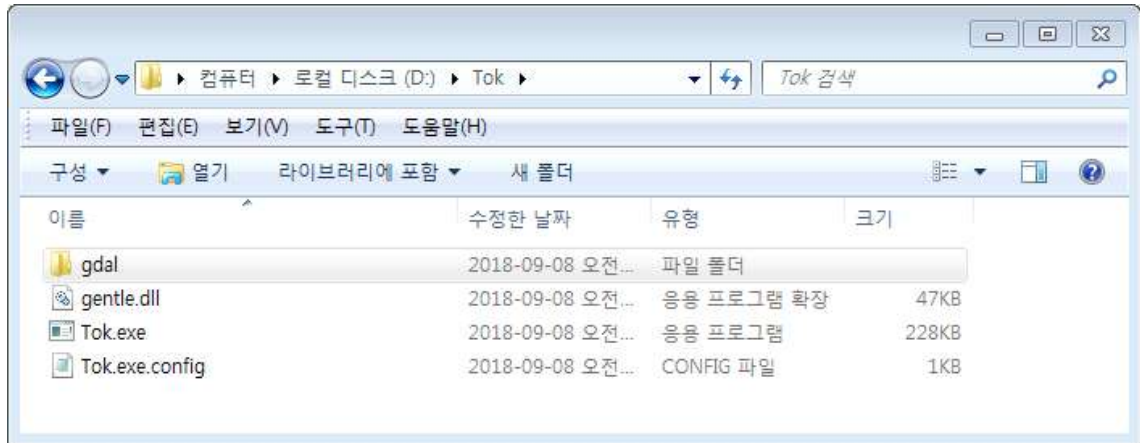 컴퓨터 ▸ 로컬 디스크 (D:) ▸ Tok ▸ Tok 검색
파일(F) 편집(E) 보기(V) 도구(T) 도움말(H)
구성 열기 라이브러리에 포함 새 폴더
이름 수정한 날짜 유형 크기
gdal 2018-09-08 오전... 파일 폴더
gentle.dll 2018-09-08 오전... 응용 프로그램 확장 47KB
Tok.exe 2018-09-08 오전... 응용 프로그램 228KB
Tok.exe.config 2018-09-08 오전... CONFIG 파일 1KB